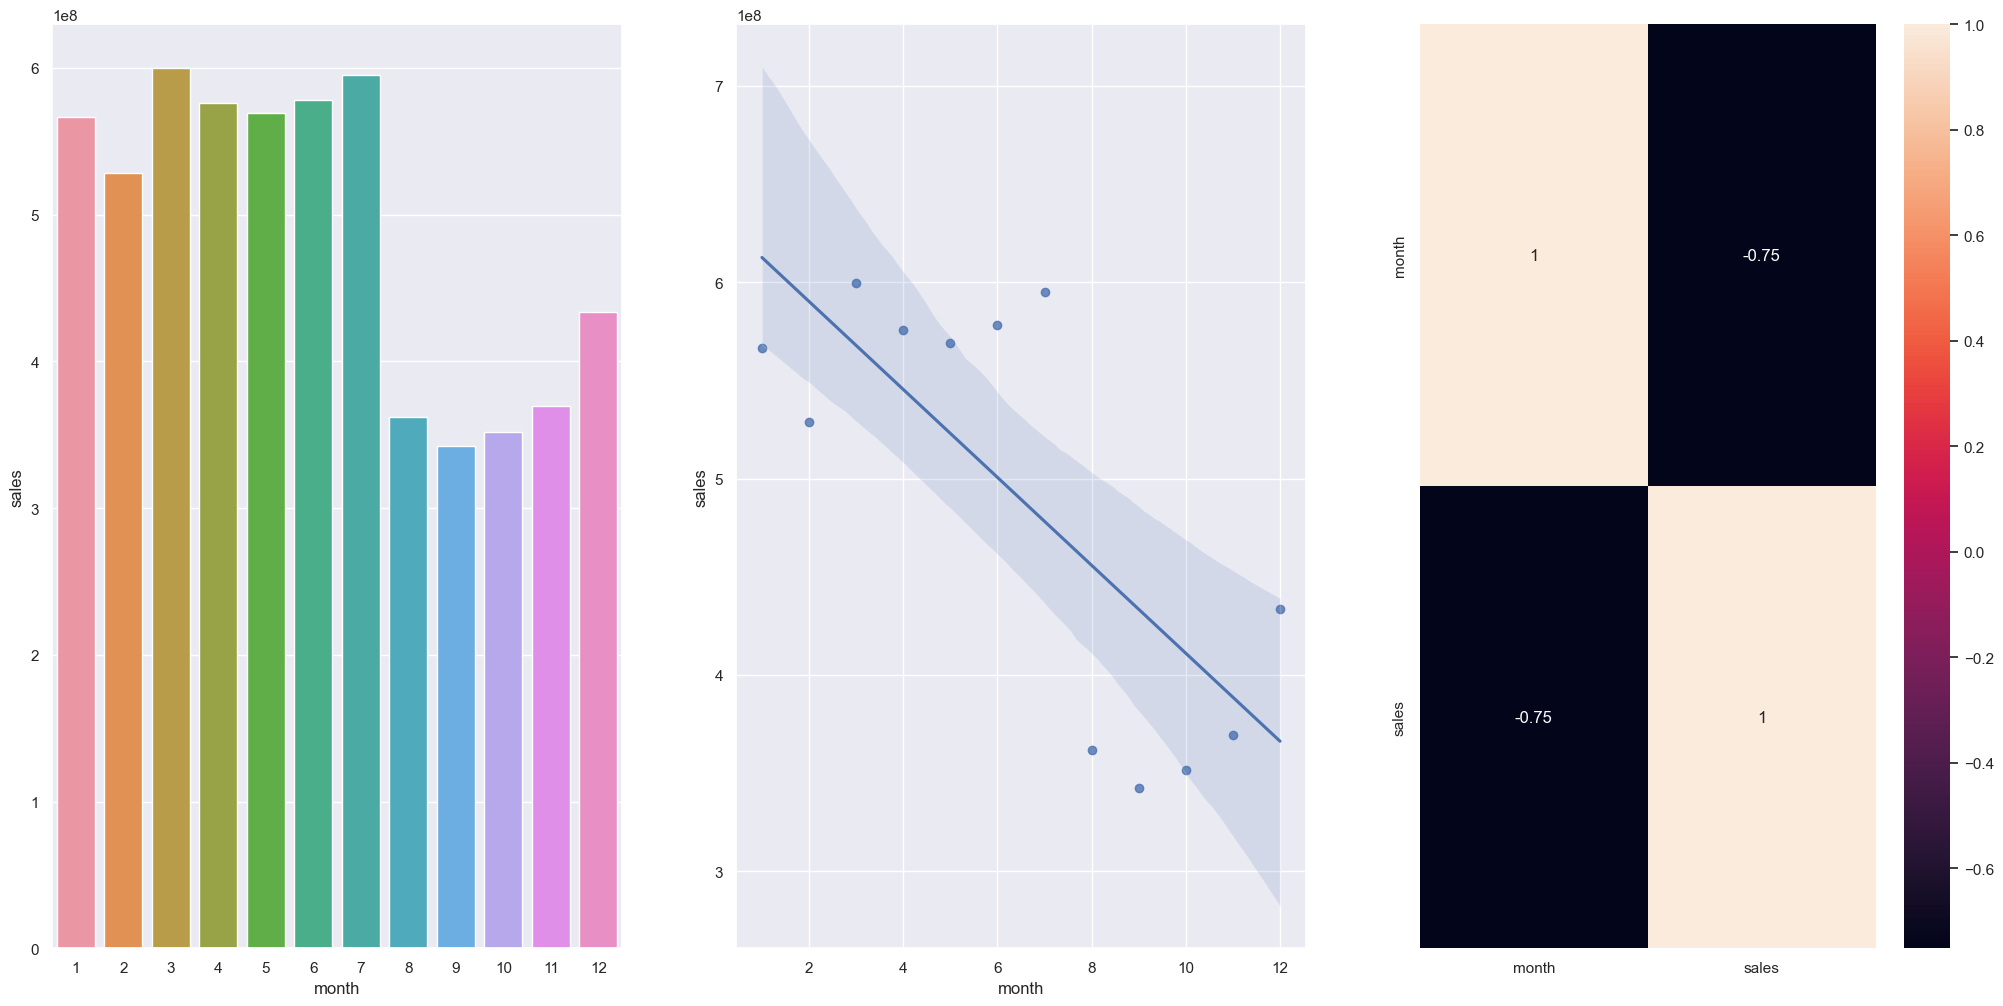 1e8
6
5
4
3
2
1
0
sales
1 2 3 4 5 6 7 8 9 10 11 12
month
1e8
7
6
5
4
3
sales
2 4 6 8 10 12
month
month
sales
1 -0.75
-0.75 1
month sales
1.0
0.8
0.6
0.4
0.2
0.0
−0.2
−0.4
−0.6